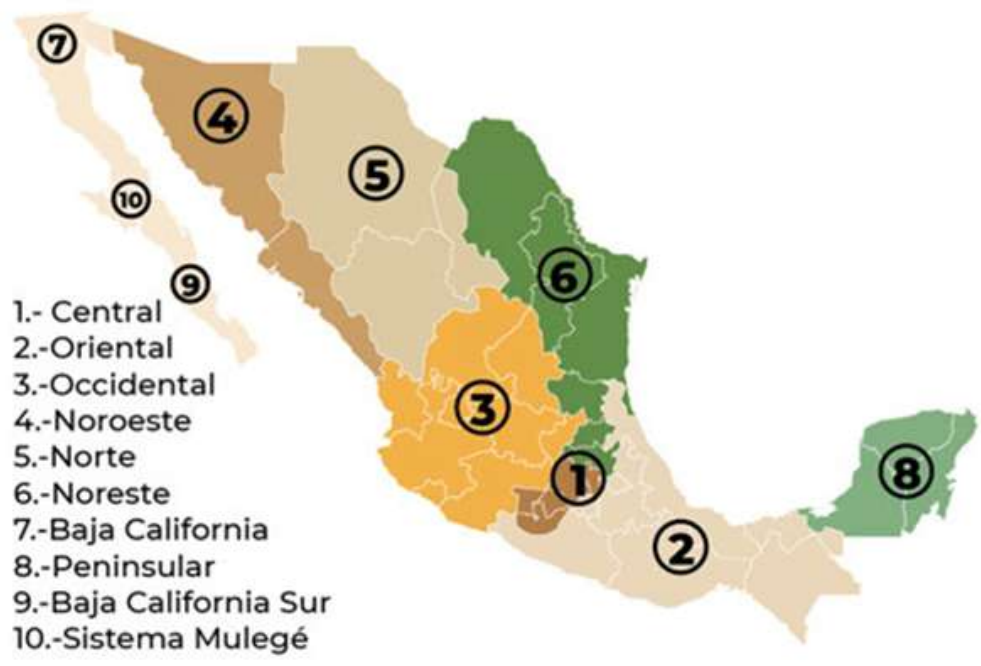 7
4
5
10
6
9
1.- Central
2.-Oriental
3.-Occidental
3
4.-Noroeste
5.-Norte
8
6.-Noreste
1
7.-Baja California
2
8.-Peninsular
9.-Baja California Sur
10.-Sistema Mulegé